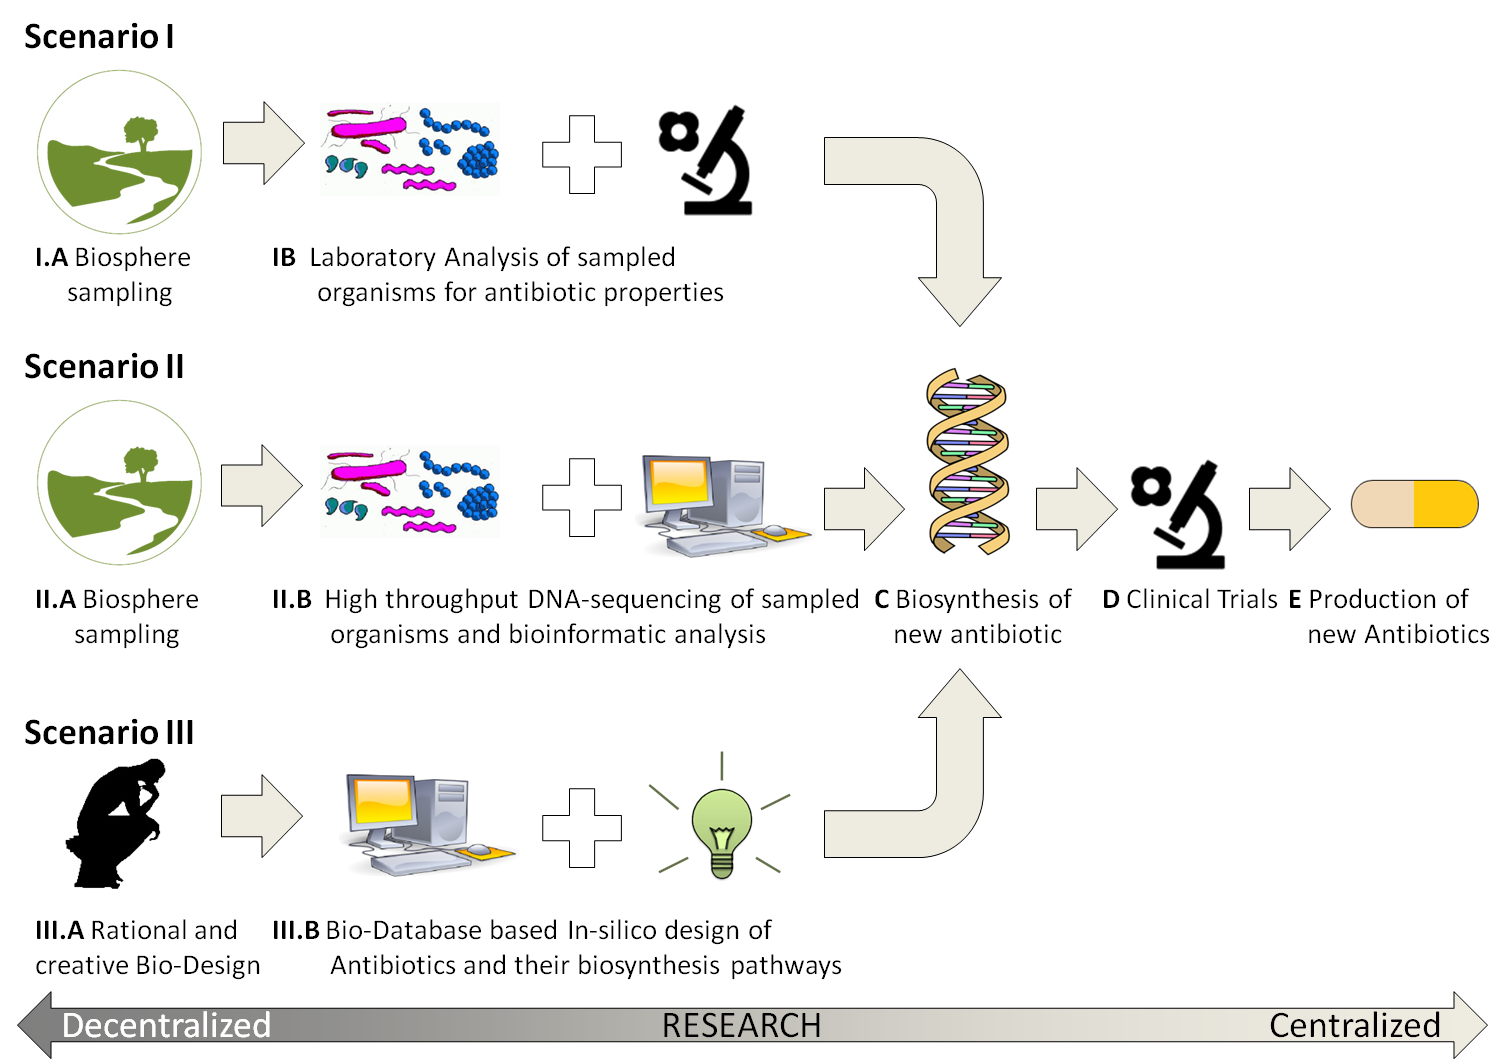 Scenario I
I.A Biosphere
sampling
IB Laboratory Analysis of sampled
organisms for antibiotic properties
Scenario II
II.A Biosphere
sampling
II.B High throughput DNA-sequencing of sampled
organisms and bioinformatic analysis
C Biosynthesis of
new antibiotic
D Clinical Trials
E Production of
new Antibiotics
Scenario III
III.A Rational and
creative Bio-Design
III.B Bio-Database based In-silico design of
Antibiotics and their biosynthesis pathways
Decentralized
RESEARCH
Centralized